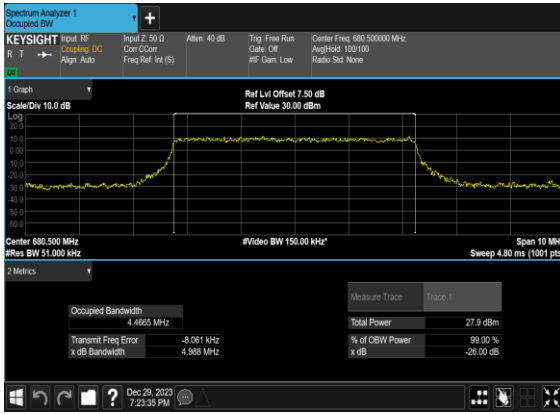 Spectrum Analyzer 1
Occupied BW
+
KEYSIGHT Input: RF Input Z: 50 Ω Atten: 40 dB Trig: Free Run Center Freq: 680.500000 MHz
R T Coupling: DC Corr CCorr Gate: Off Avg|Hold: 100/100
Align: Auto Freq Ref: Int (S) #IF Gain: Low Radio Std: None
LXI
1 Graph
Ref Lvl Offset 7.50 dB
Scale/Div 10.0 dB Ref Value 30.00 dBm
Log
20.0
10.0
0.00
-10.0
-20.0
-30.0
-40.0
-50.0
-60.0
Center 680.500 MHz #Video BW 150.00 kHz* Span 10 MH
#Res BW 51.000 kHz Sweep 4.80 ms (1001 pts
2 Metrics
Measure Trace Trace 1
Occupied Bandwidth
4.4665 MHz
Total Power 27.9 dBm
Transmit Freq Error -8.061 kHz % of OBW Power 99.00 %
x dB Bandwidth 4.988 MHz x dB -26.00 dB
? Dec 29, 2023
7:23:35 PM